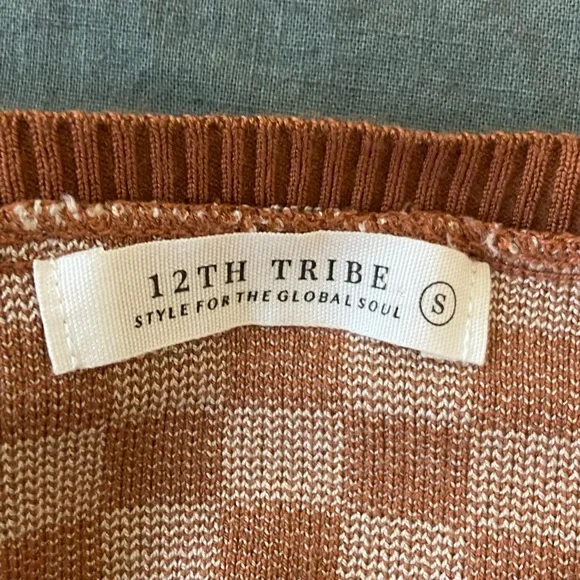 12TH TRIBE
STYLE FOR THE GLOBAL SOUL
S